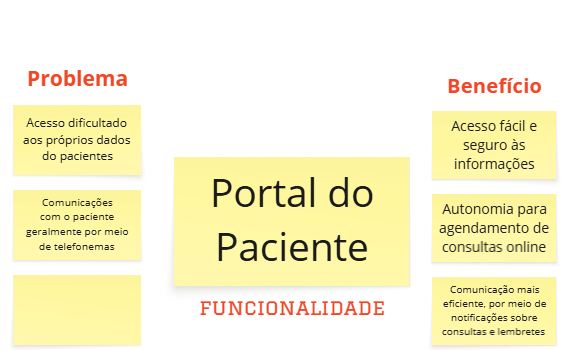 Problema
Acesso dificultado
aos próprios dados
do pacientes
Comunicações
com o paciente
geralmente por meio
de telefonemas
Portal do
Paciente
FUNCIONALIDADE
Benefício
Acesso fácil e
seguro às
informações
Autonomia para
agendamento de
consultas online
Comunicação mais
eficiente, por meio de
notificações sobre
consultas e lembretes